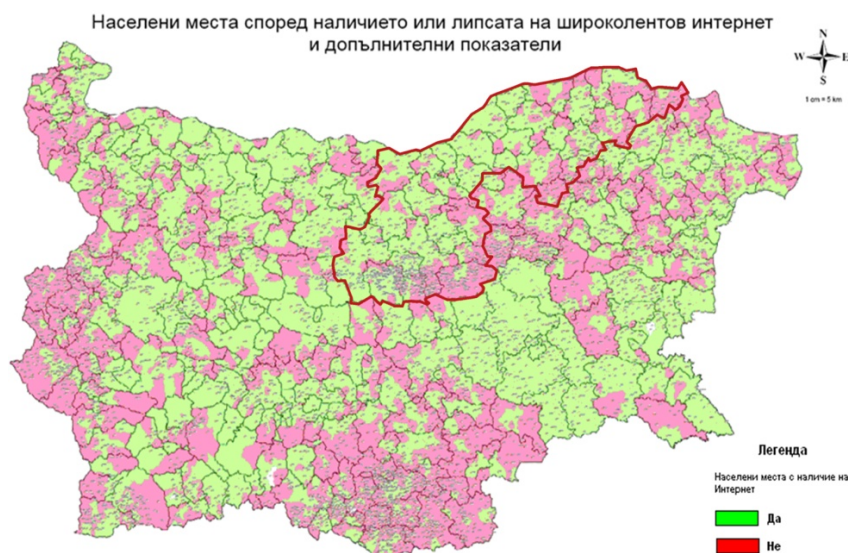 Населени места според наличието или липсата на широколентов интернет
и допълнителни показатели
N
W E
S
1 cm = 5 km
Легенда
Населени места с наличие на
Интернет
Да
Не